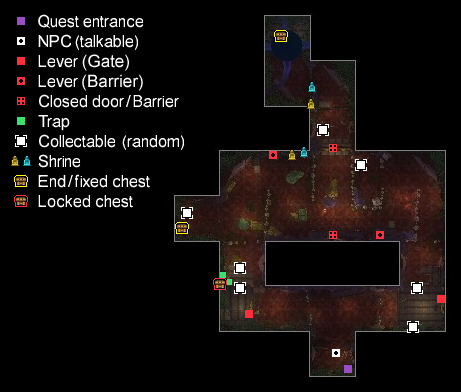 Quest entrance
NPC (talkable)
Lever (Gate)
Lever (Barrier)
Closed door/Barrier
Trap
Collectable (random)
Shrine
End/fixed chest
Locked chest